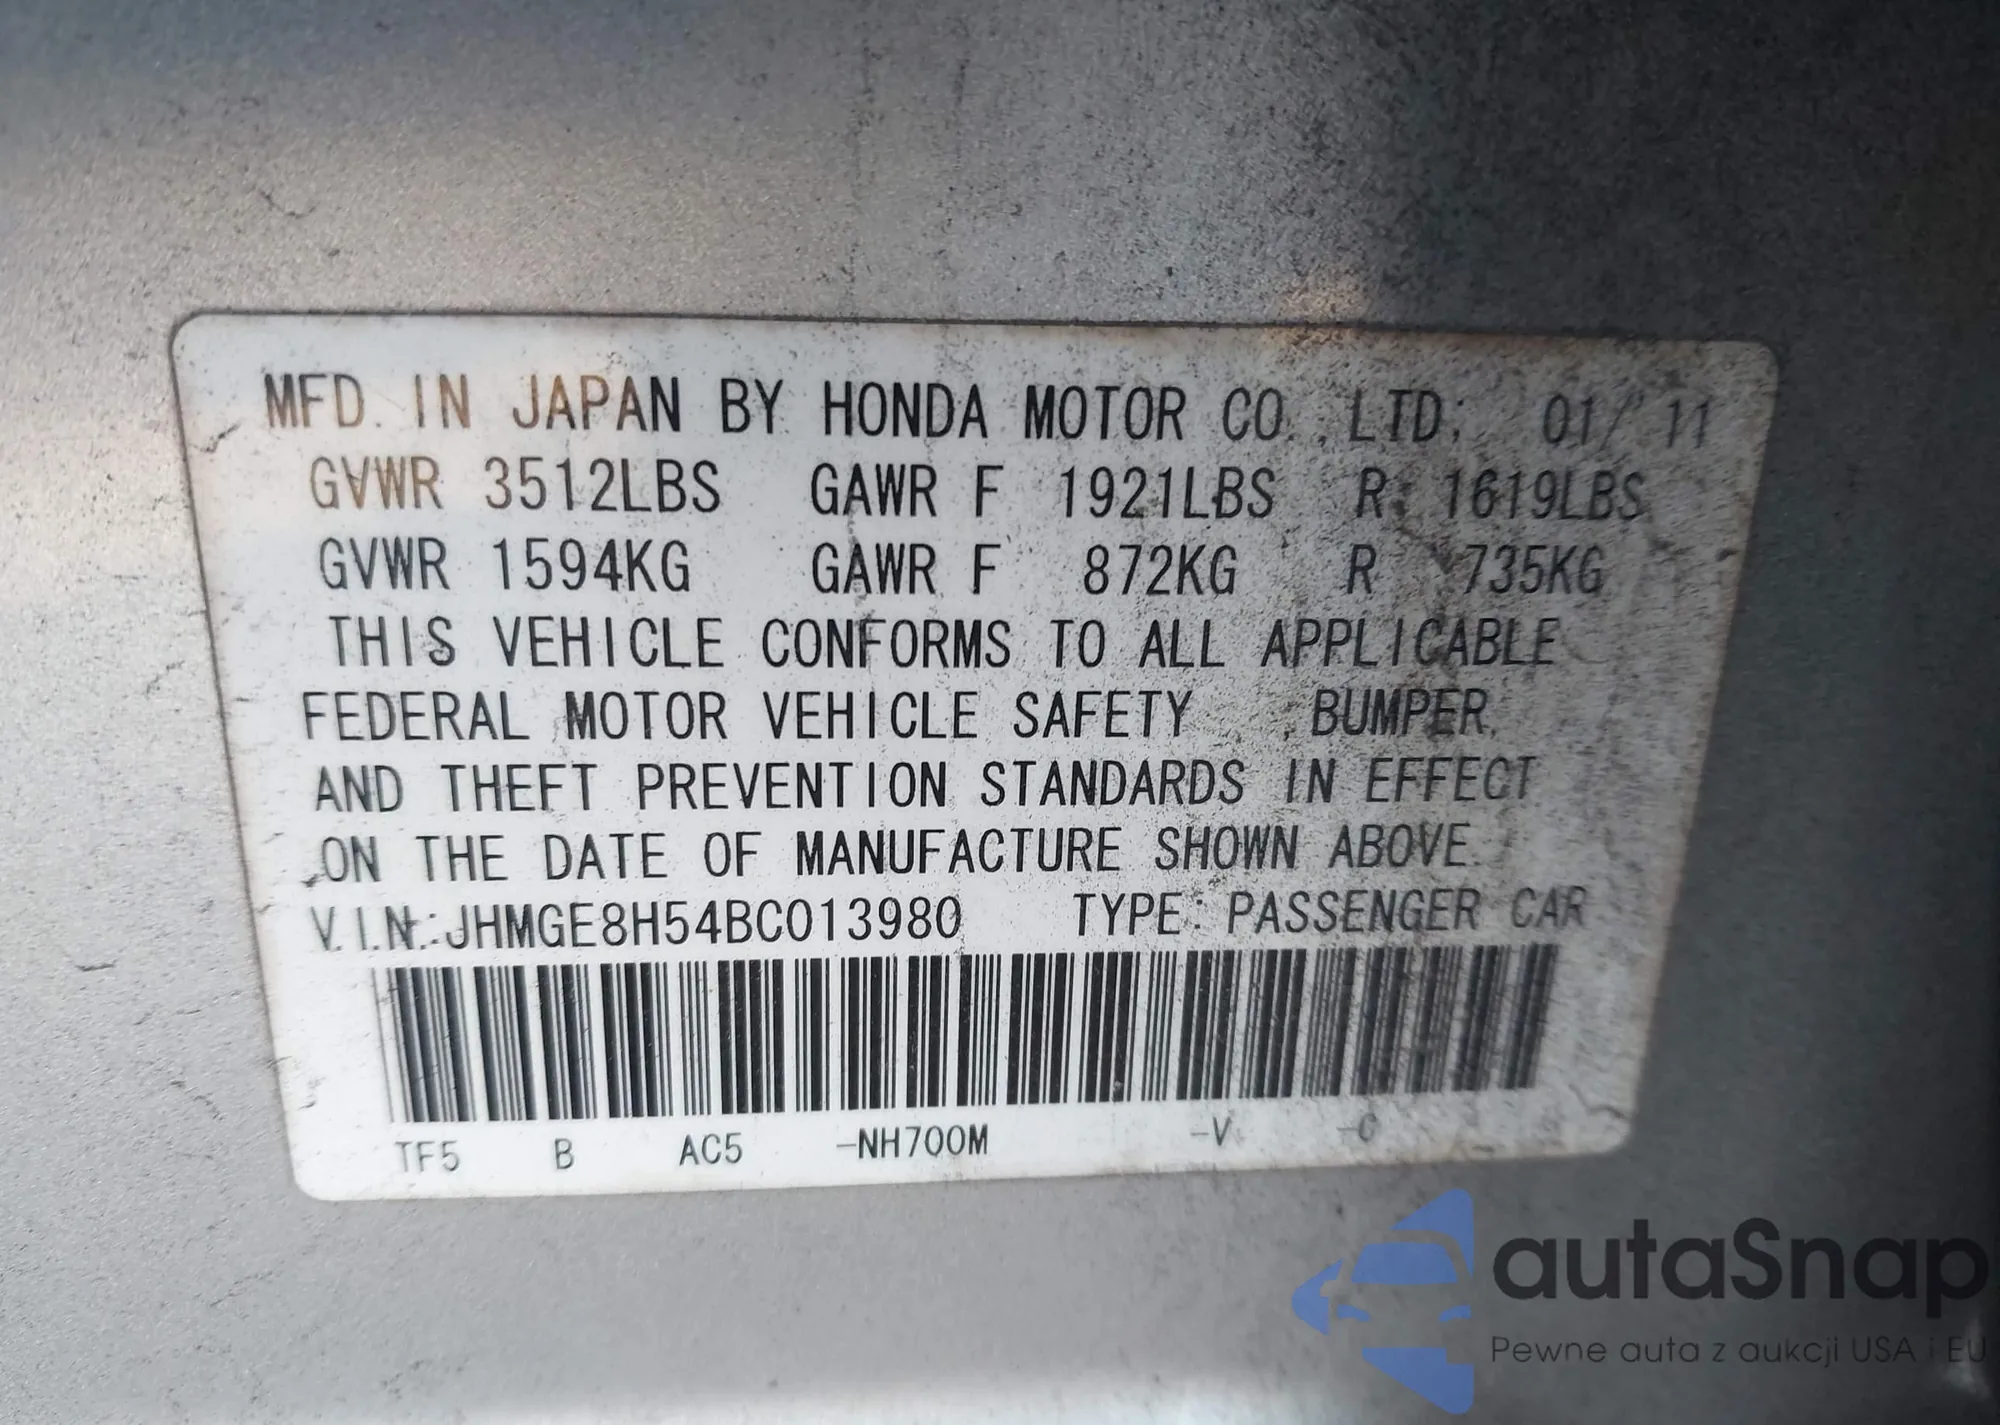 MFD. IN JAPAN BY HONDA MOTOR CO., LTD. 01/ 11
GVWR 3512LBS GAWR F 1921LBS R 1619LBS
GVWR 1594KG GAWR F 872KG R 735KG
THIS VEHICLE CONFORMS TO ALL APPLICABLE
FEDERAL MOTOR VEHICLE SAFETY , BUMPER,
AND THEFT PREVENTION STANDARDS IN EFFECT
ON THE DATE OF MANUFACTURE SHOWN ABOVE.
V.I.N.:JHMGE8H54BC013980 TYPE: PASSENGER CAR
TF5 B AC5 -NH700M -V -C
autaSnap
Pewne auta z aukcji USA i EU